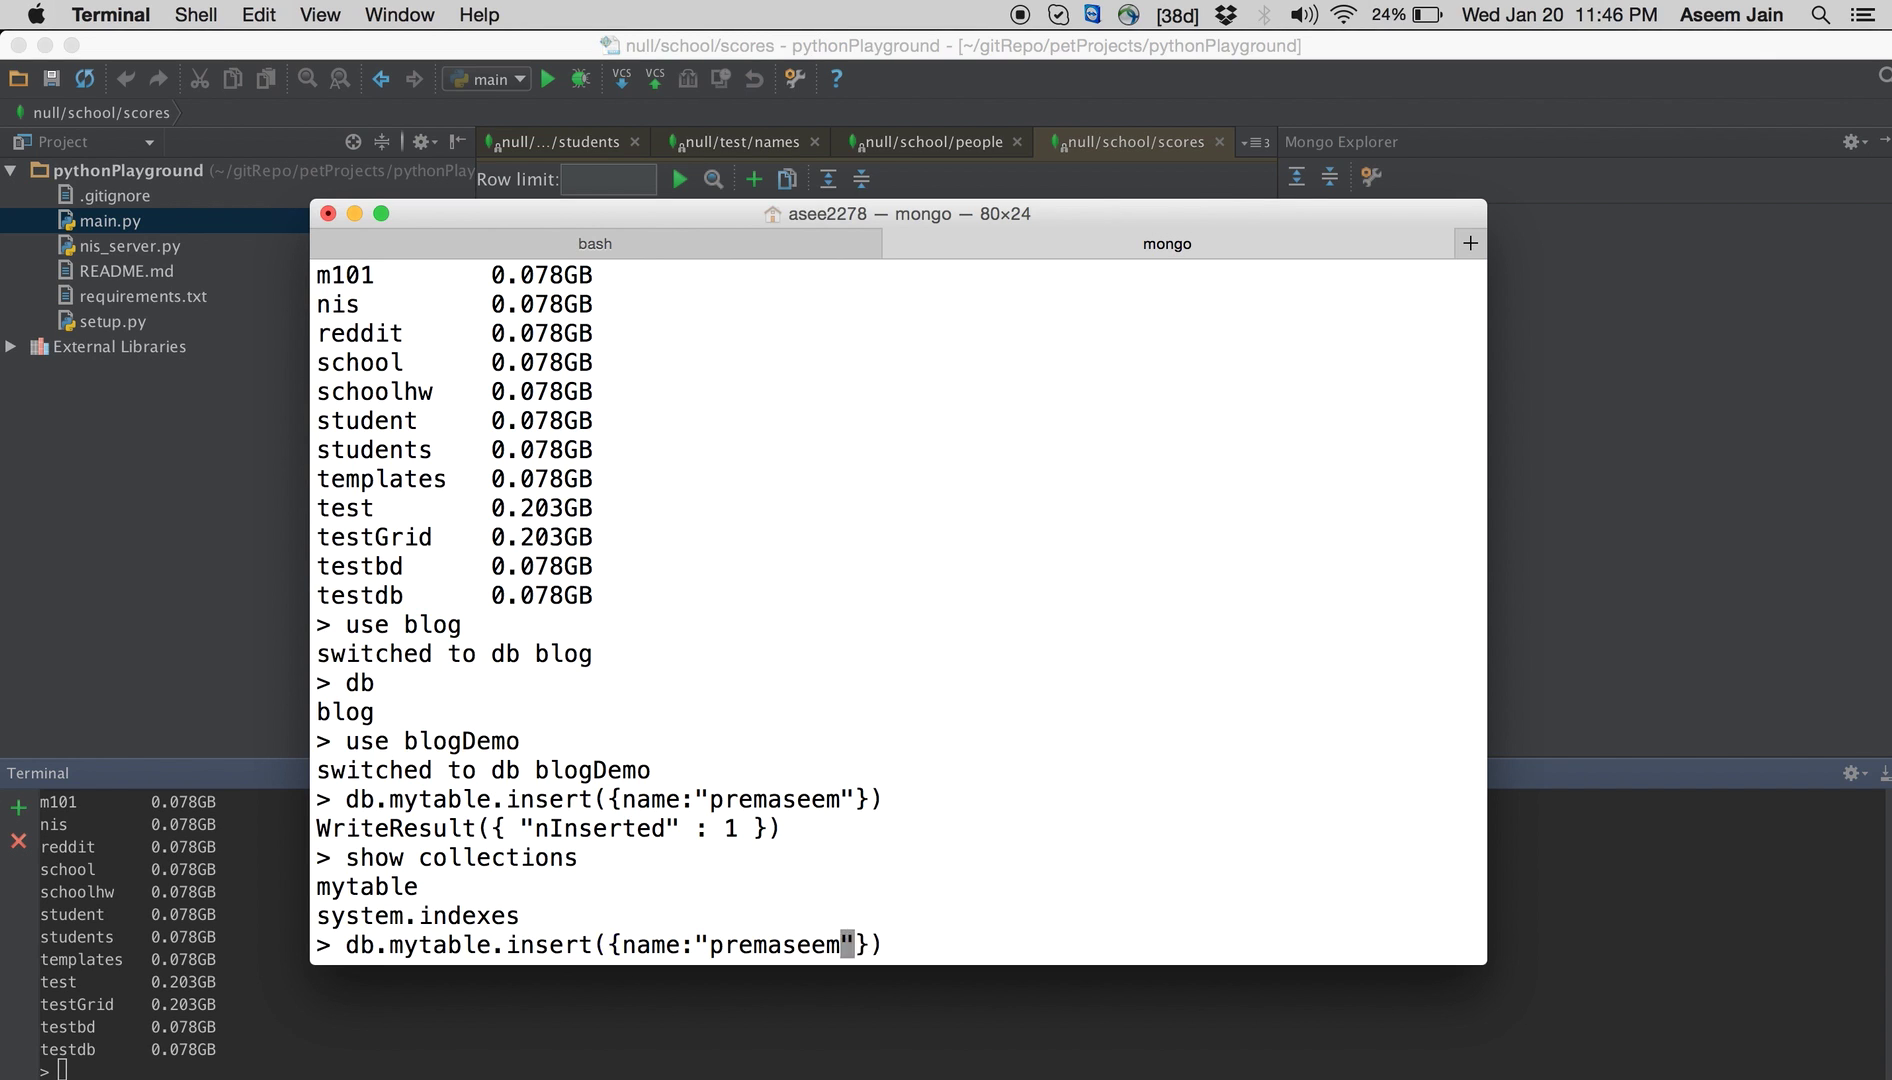 Terminal Shell Edit View Window Help [38d] 24% Wed Jan 20 11:46 PM Aseem Jain
null/school/scores - pythonPlayground - [~/gitRepo/petProjects/pythonPlayground]
main VCS VCS ?
null/school/scores
Project null/.../students null/test/names null/school/people null/school/scores Mongo Explorer
Row limit:
pythonPlayground (~/gitRepo/petProjects/pythonPlay
.gitignore
main.py
nis_server.py
README.md
requirements.txt
setup.py
External Libraries
asee2278 — mongo — 80×24
bash mongo +
m101 0.078GB
nis 0.078GB
reddit 0.078GB
school 0.078GB
schoolhw 0.078GB
student 0.078GB
students 0.078GB
templates 0.078GB
test 0.203GB
testGrid 0.203GB
testbd 0.078GB
testdb 0.078GB
> use blog
switched to db blog
> db
blog
> use blogDemo
switched to db blogDemo
> db.mytable.insert({name:"premaseem"})
WriteResult({ "nInserted" : 1 })
> show collections
mytable
system.indexes
> db.mytable.insert({name:"premaseem"})
Terminal
m101 0.078GB
nis 0.078GB
reddit 0.078GB
school 0.078GB
schoolhw 0.078GB
student 0.078GB
students 0.078GB
templates 0.078GB
test 0.203GB
testGrid 0.203GB
testbd 0.078GB
testdb 0.078GB
>